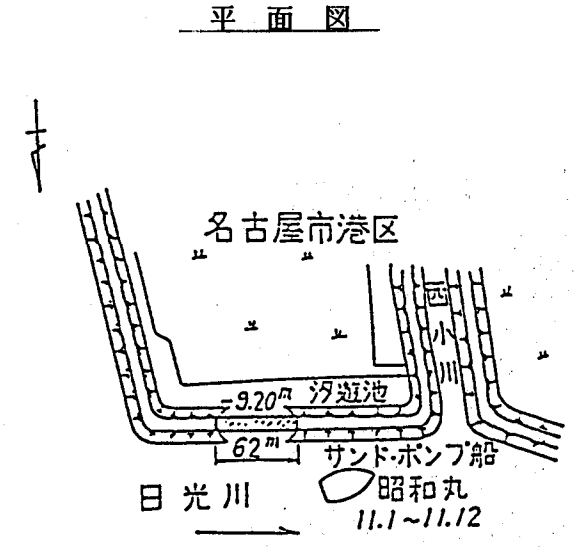 平面図
名古屋市港区
西小川
-9.20m 汐遊池
62m
サンド・ポンプ船
日光川
昭和丸
11.1~11.12